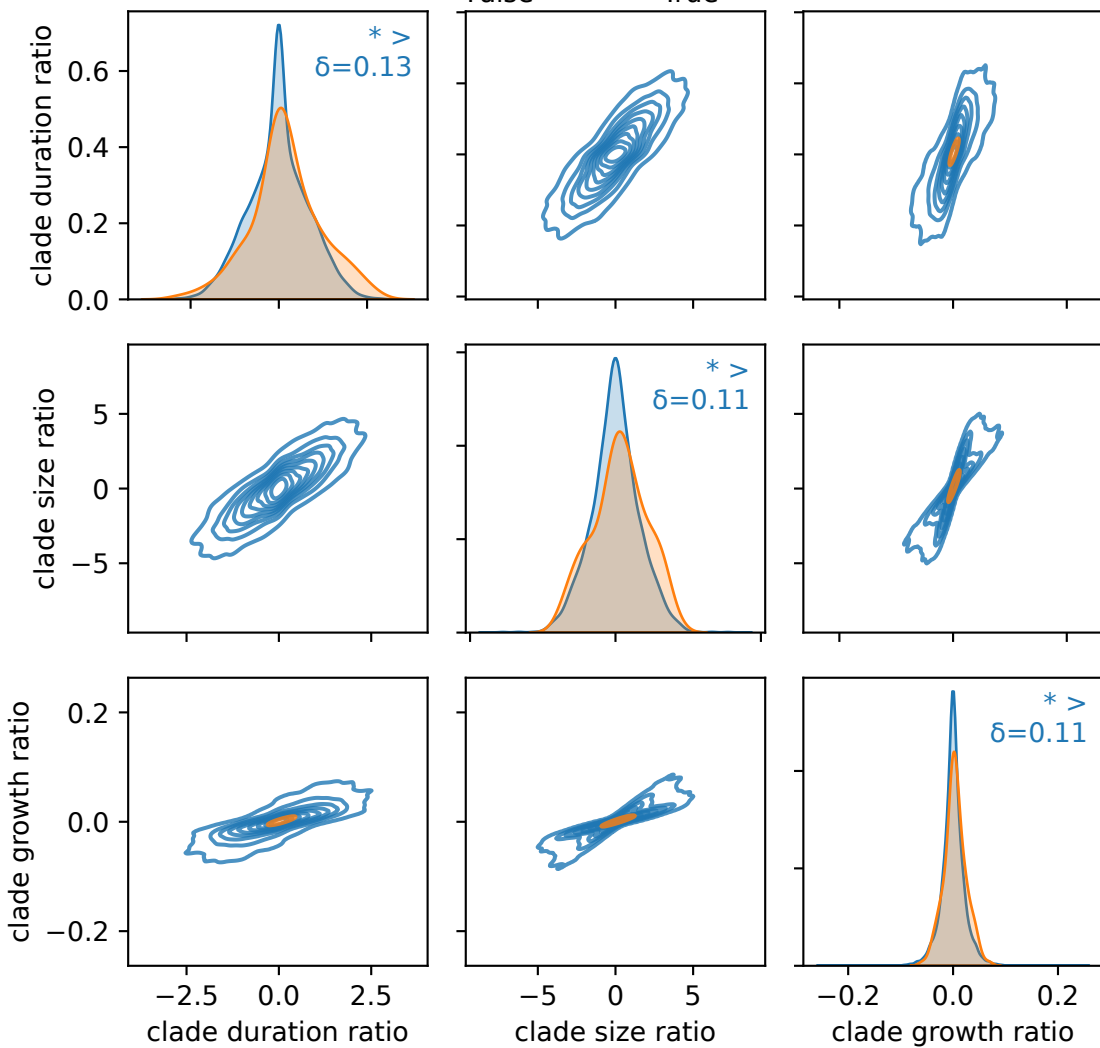 * >
δ=0.13
clade duration ratio
0.6
0.4
0.2
0.0
* >
δ=0.11
clade size ratio
5
0
−5
* >
δ=0.11
clade growth ratio
0.2
0.0
−0.2
−2.5 0.0 2.5 −5 0 5 −0.2 0.0 0.2
clade duration ratio clade size ratio clade growth ratio